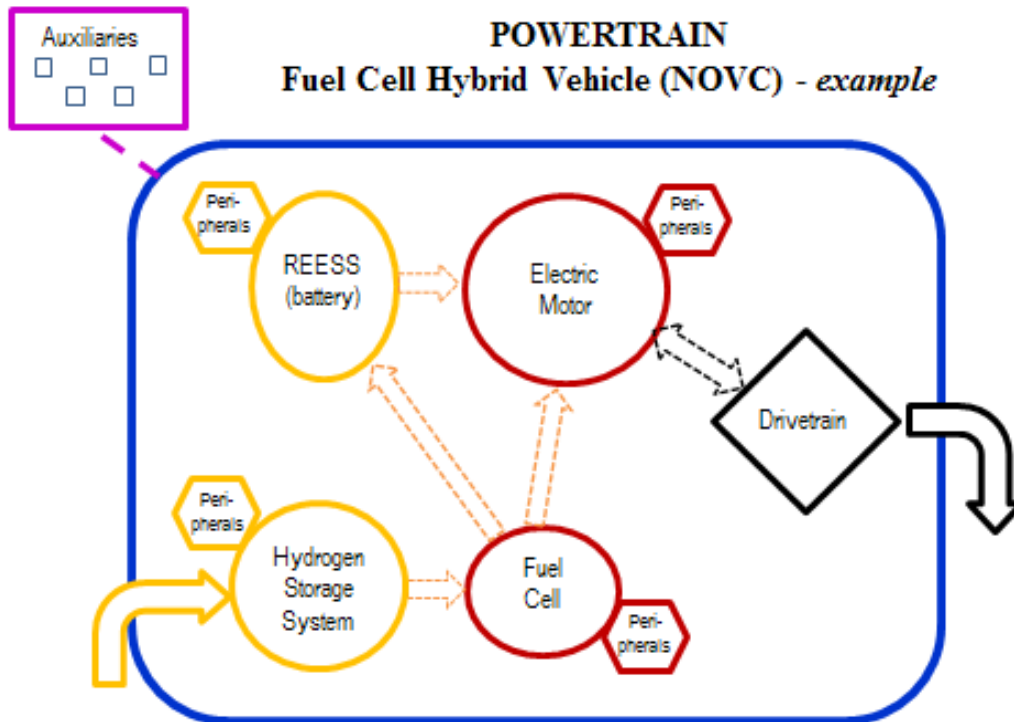 Auxiliaries
POWERTRAIN
Fuel Cell Hybrid Vehicle (NOVC) - example
Peri-
pherals
REESS
(battery)
Electric
Motor
Peri-
pherals
Drivetrain
Peri-
pherals
Hydrogen
Storage
System
Fuel
Cell
Peri-
pherals